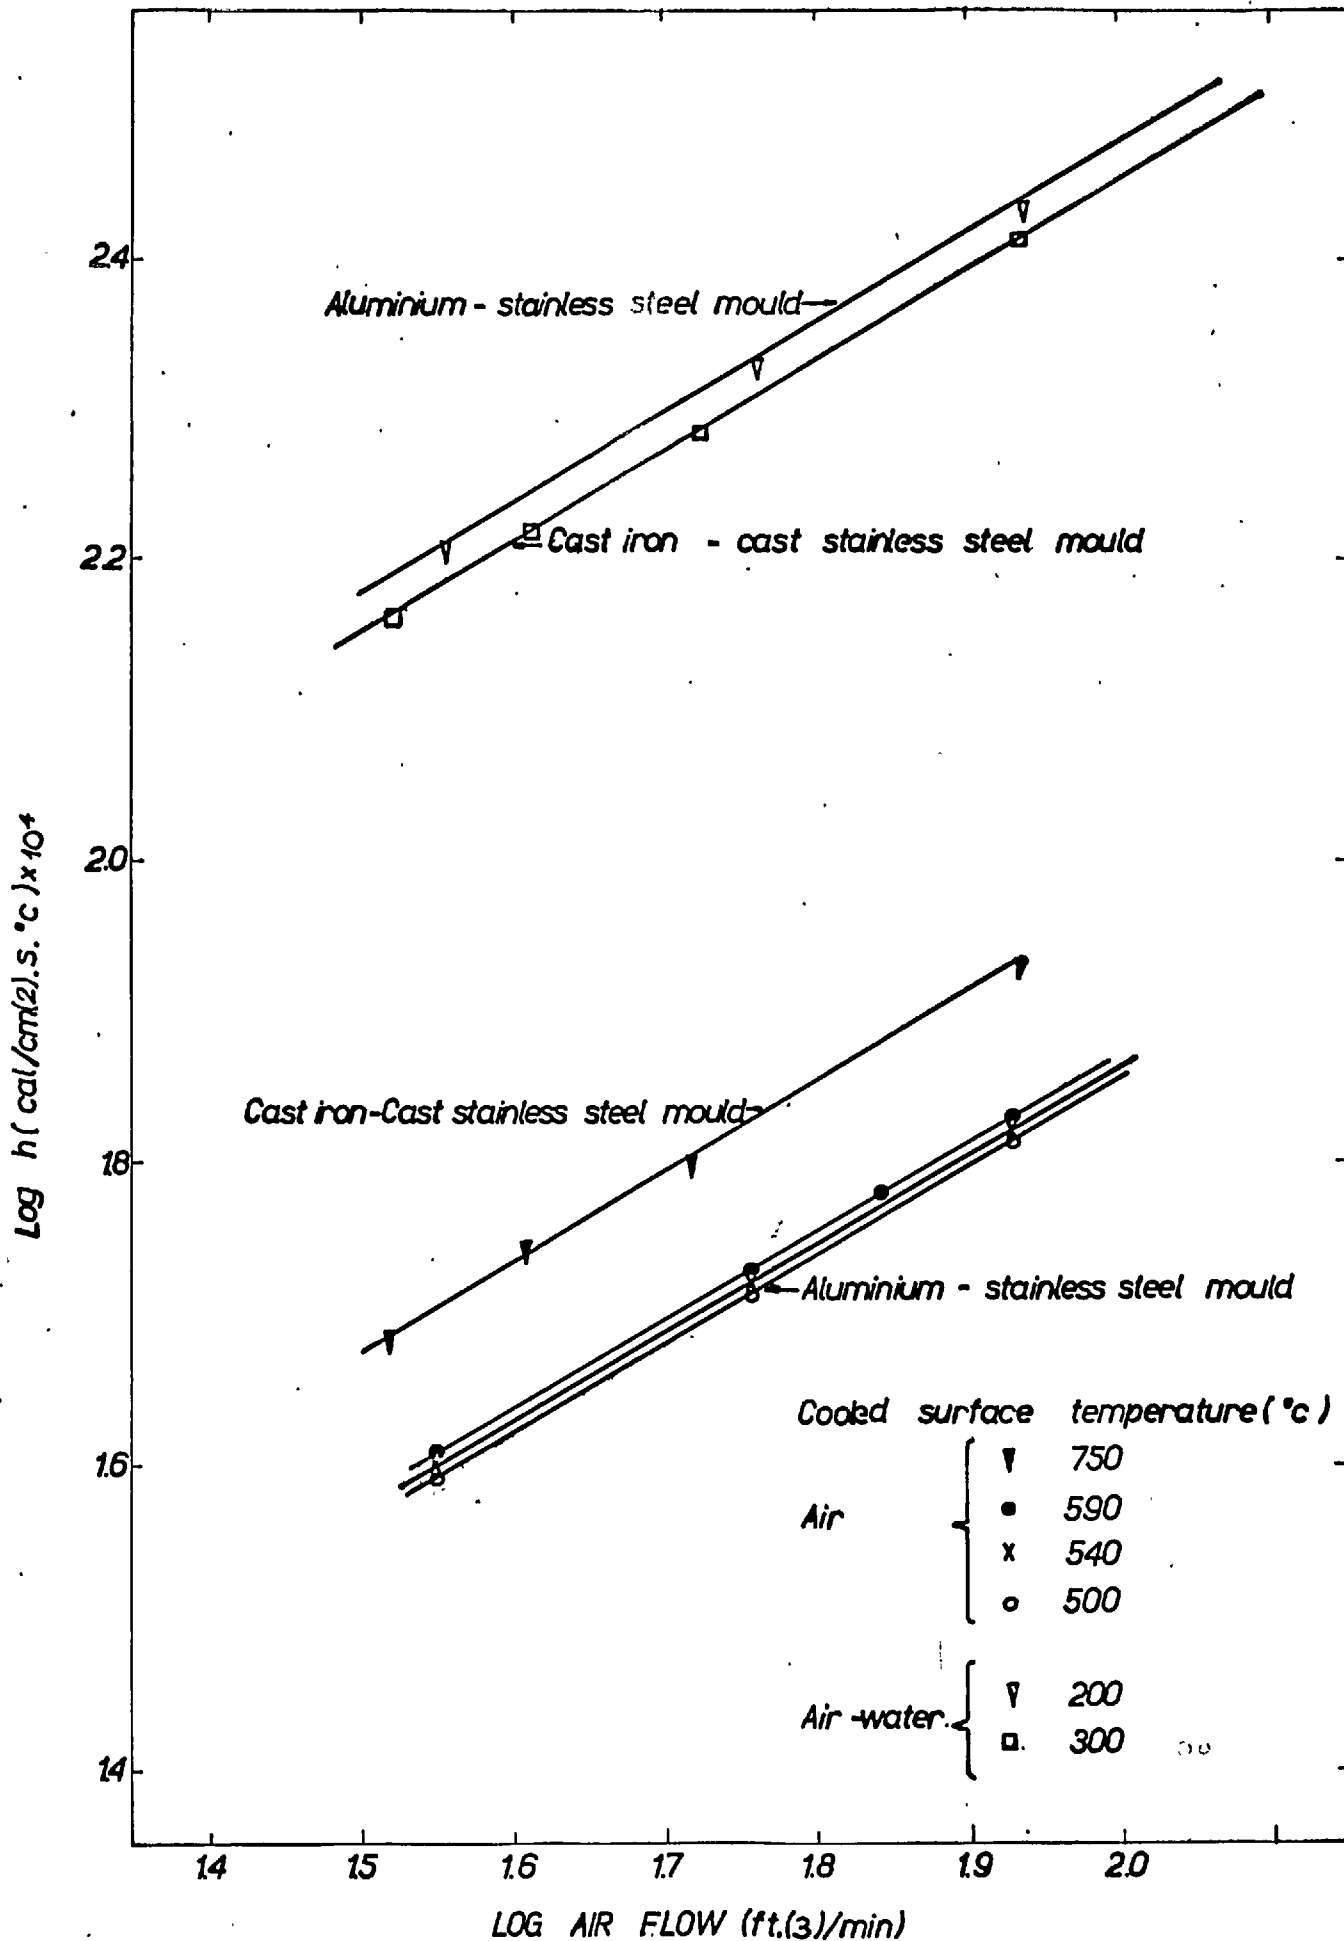 2.4
Aluminium - stainless steel mould
2.2
Cast iron - cast stainless steel mould
2.0
Log h(cal/cm(2).s.°c)×10⁴
Cast iron-Cast stainless steel mould
1.8
Aluminium - stainless steel mould
Cooled surface temperature (°c)
1.6
750
Air
590
540
500
Air-water
200
300
1.4
1.4 1.5 1.6 1.7 1.8 1.9 2.0
LOG AIR FLOW (ft.(3)/min)